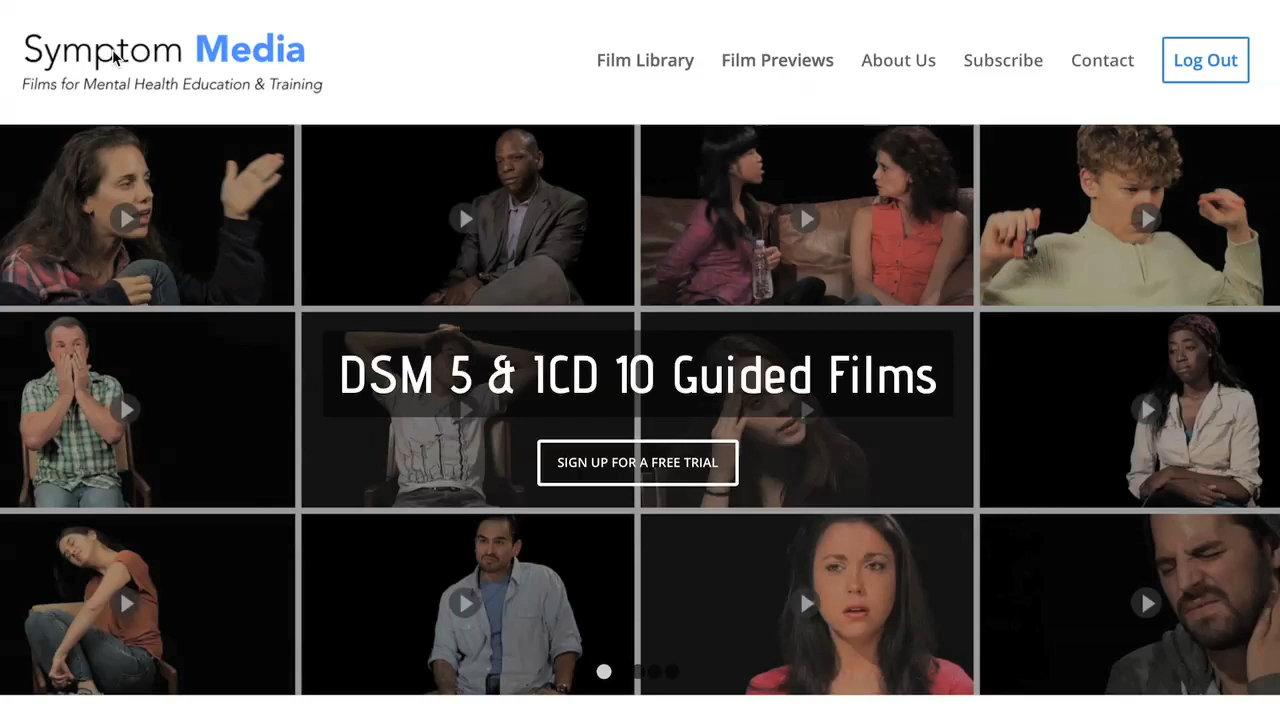 Symptom Media
Films for Mental Health Education & Training
Film Library
Film Previews
About Us
Subscribe
Contact
Log Out
DSM 5 & ICD 10 Guided Films
SIGN UP FOR A FREE TRIAL